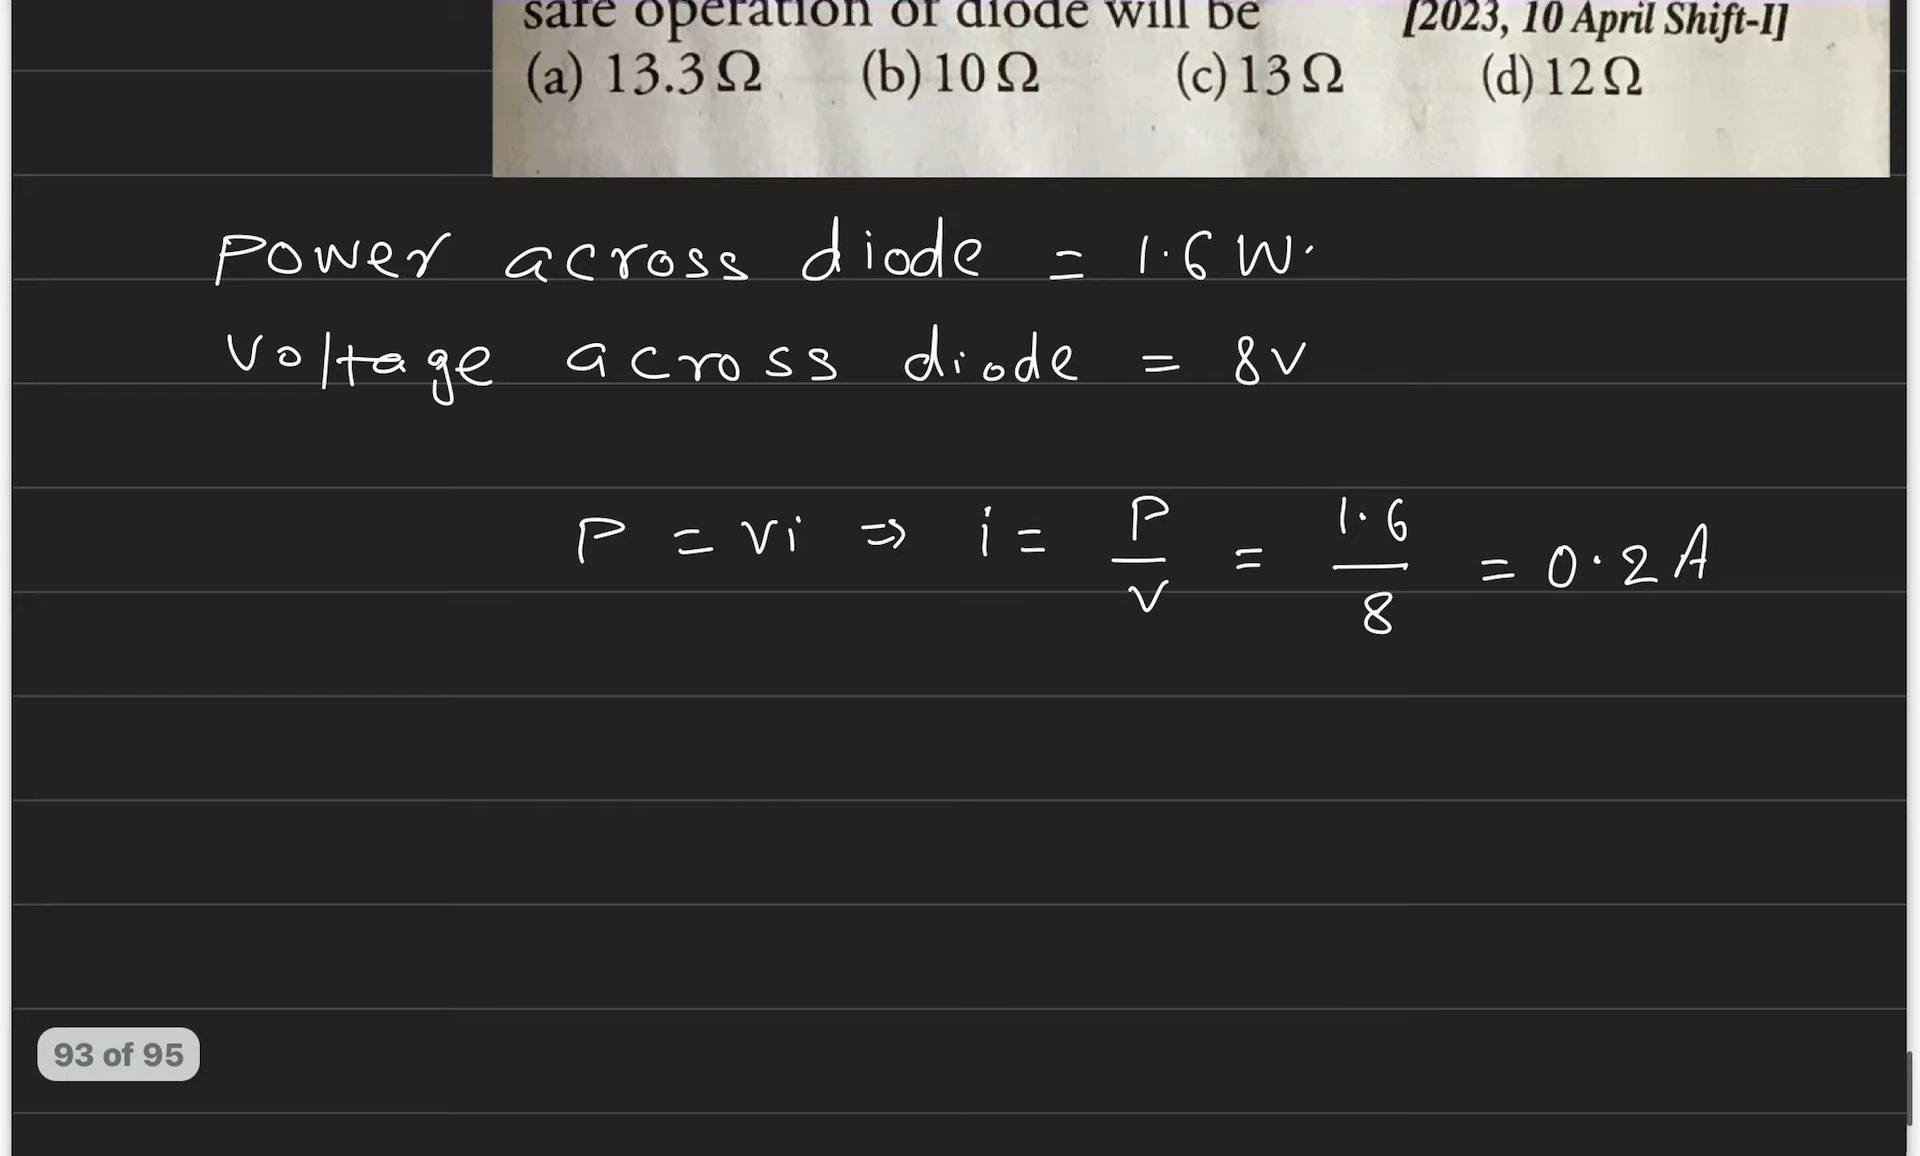 safe operation of diode will be [2023, 10 April Shift-I]
(a) 13.3 Ω (b) 10 Ω (c) 13 Ω (d) 12 Ω
Power across diode = 1.6 W.
Voltage across diode = 8V
P = Vi ⇒ i = P/V = 1.6/8 = 0.2 A
93 of 95